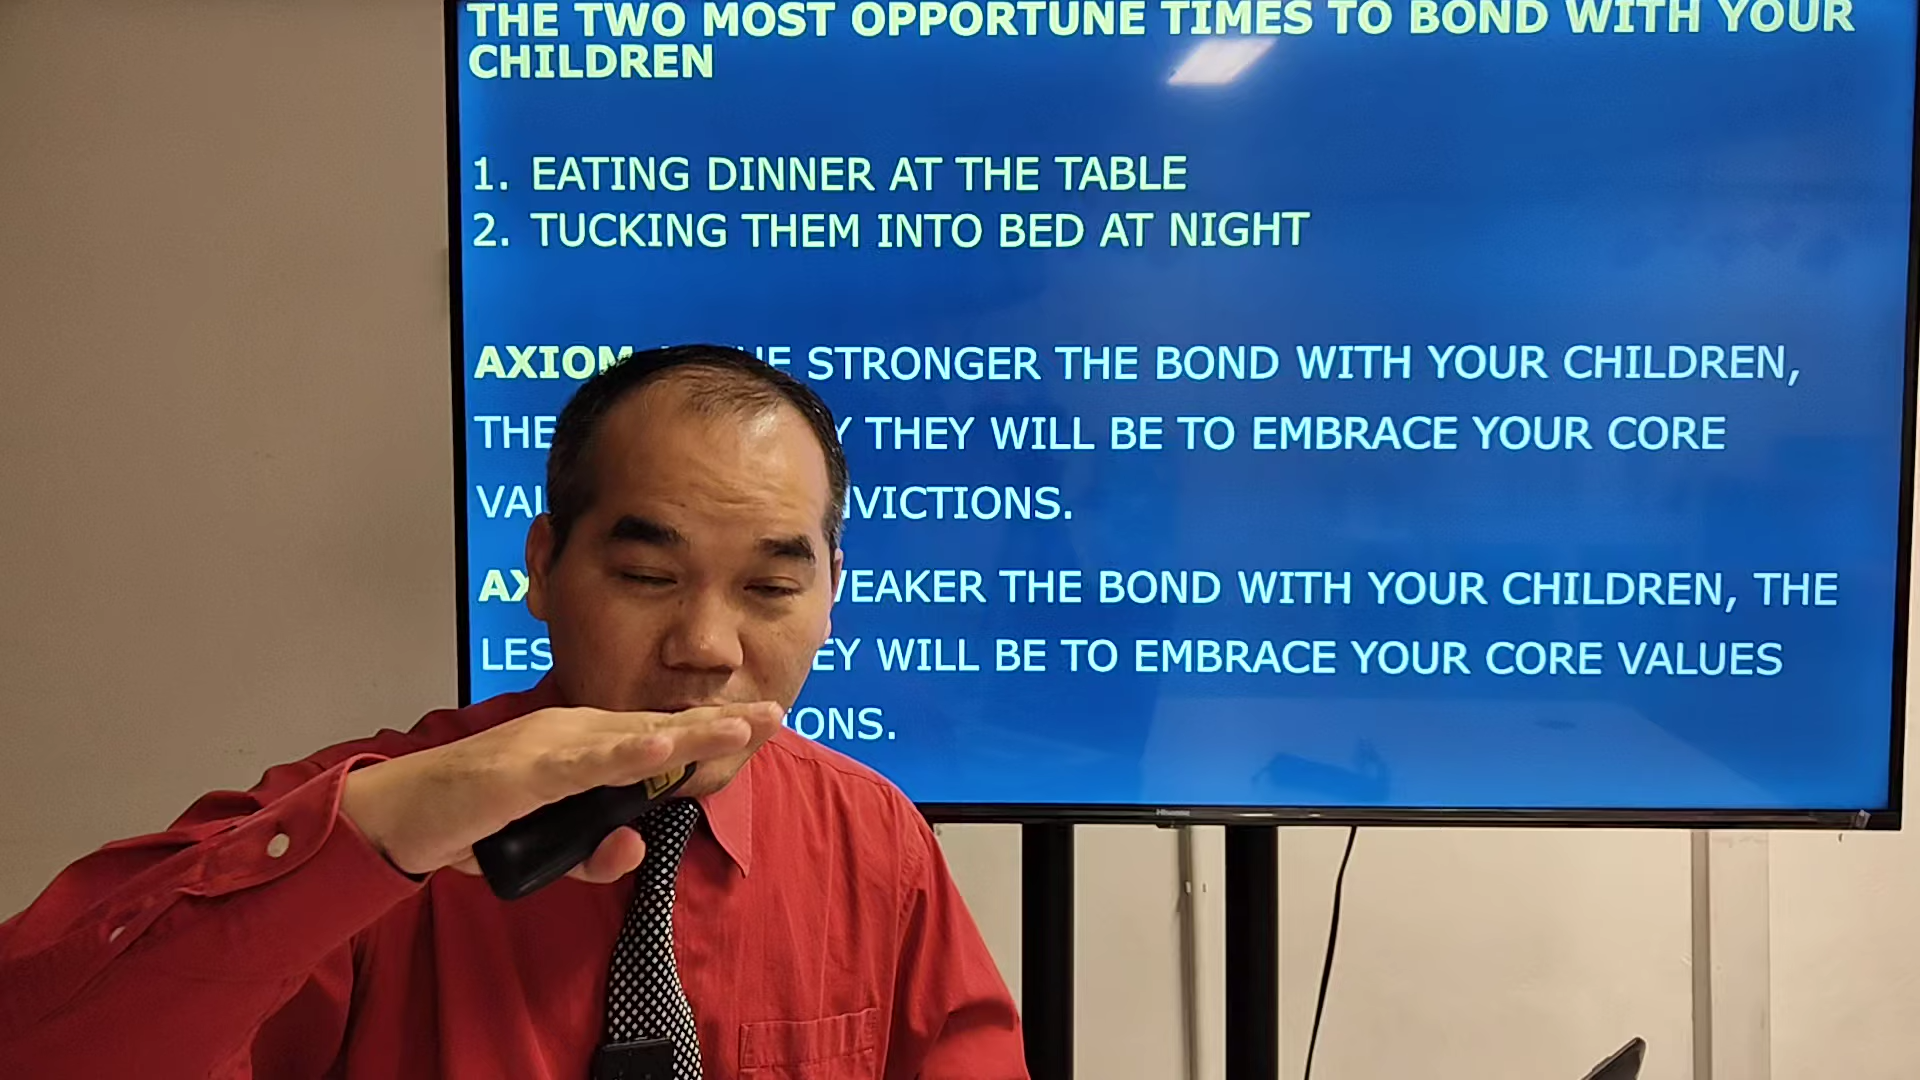 THE TWO MOST OPPORTUNE TIMES TO BOND WITH YOUR
CHILDREN
1. EATING DINNER AT THE TABLE
2. TUCKING THEM INTO BED AT NIGHT
AXIOM STRONGER THE BOND WITH YOUR CHILDREN,
THE THEY WILL BE TO EMBRACE YOUR CORE
VICTIONS.
WEAKER THE BOND WITH YOUR CHILDREN, THE
WILL BE TO EMBRACE YOUR CORE VALUES
IONS.
Hisense